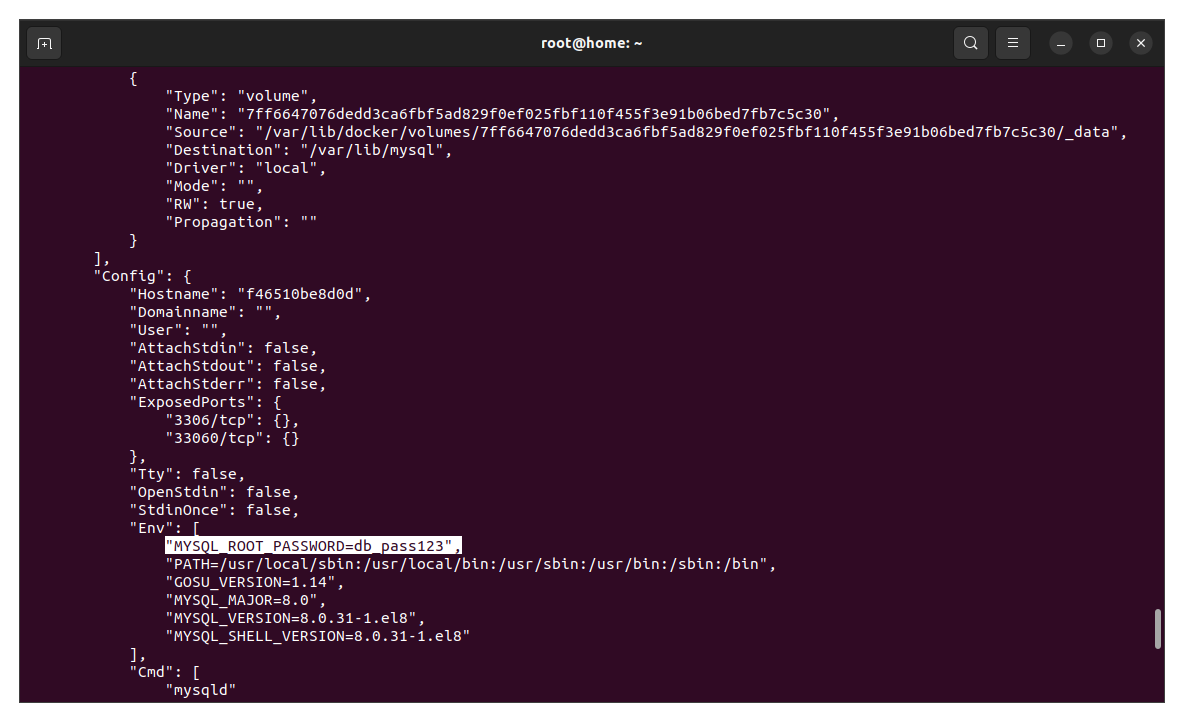 root@home: ~
            {
                "Type": "volume",
                "Name": "7ff6647076dedd3ca6fbf5ad829f0ef025fbf110f455f3e91b06bed7fb7c5c30",
                "Source": "/var/lib/docker/volumes/7ff6647076dedd3ca6fbf5ad829f0ef025fbf110f455f3e91b06bed7fb7c5c30/_data",
                "Destination": "/var/lib/mysql",
                "Driver": "local",
                "Mode": "",
                "RW": true,
                "Propagation": ""
            }
        ],
        "Config": {
            "Hostname": "f46510be8d0d",
            "Domainname": "",
            "User": "",
            "AttachStdin": false,
            "AttachStdout": false,
            "AttachStderr": false,
            "ExposedPorts": {
                "3306/tcp": {},
                "33060/tcp": {}
            },
            "Tty": false,
            "OpenStdin": false,
            "StdinOnce": false,
            "Env": [
                "MYSQL_ROOT_PASSWORD=db_pass123",
                "PATH=/usr/local/sbin:/usr/local/bin:/usr/sbin:/usr/bin:/sbin:/bin",
                "GOSU_VERSION=1.14",
                "MYSQL_MAJOR=8.0",
                "MYSQL_VERSION=8.0.31-1.el8",
                "MYSQL_SHELL_VERSION=8.0.31-1.el8"
            ],
            "Cmd": [
                "mysqld"